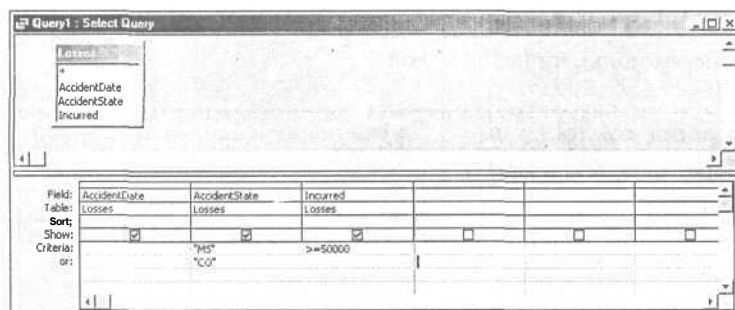 Query1 : Select Query
Losses
*
AccidentDate
AccidentState
Incurred
Field: AccidentDate AccidentState Incurred
Table: Losses Losses Losses
Sort:
Show:
Criteria: "MS" >=50000
or: "CO"